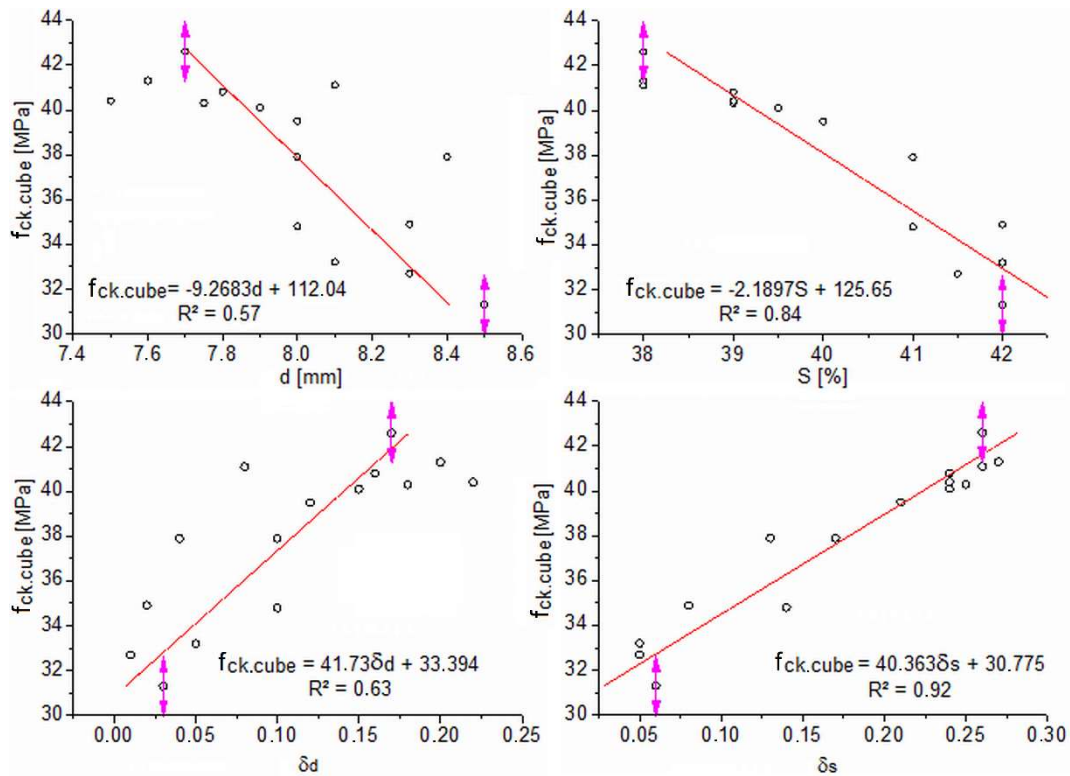 44
42
40
38
36
34
32
30
fck.cube [MPa]
fck.cube= -9.2683d + 112.04
R² = 0.57
7.4 7.6 7.8 8.0 8.2 8.4 8.6
d [mm]
44
42
40
38
36
34
32
30
fck.cube [MPa]
fck.cube = -2.1897S + 125.65
R² = 0.84
38 39 40 41 42
S [%]
44
42
40
38
36
34
32
30
fck.cube [MPa]
fck.cube = 41.73δd + 33.394
R² = 0.63
0.00 0.05 0.10 0.15 0.20 0.25
δd
44
42
40
38
36
34
32
30
fck.cube [MPa]
fck.cube = 40.363δs + 30.775
R² = 0.92
0.05 0.10 0.15 0.20 0.25 0.30
δs